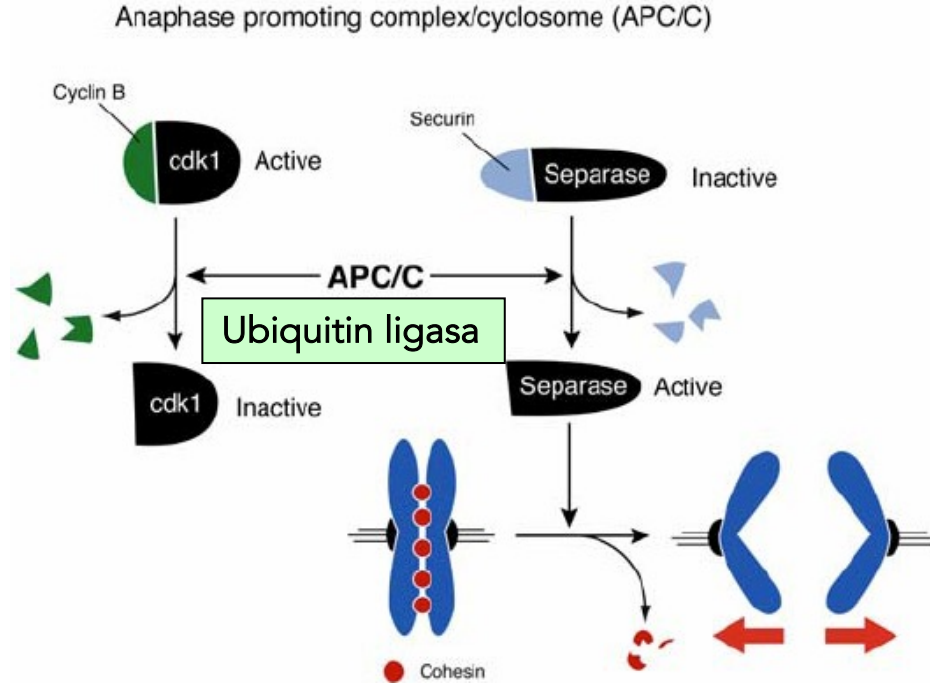 Anaphase promoting complex/cyclosome (APC/C)
Cyclin B
cdk1
Active
Securin
Separase
Inactive
APC/C
Ubiquitin ligasa
cdk1
Inactive
Separase
Active
Cohesin